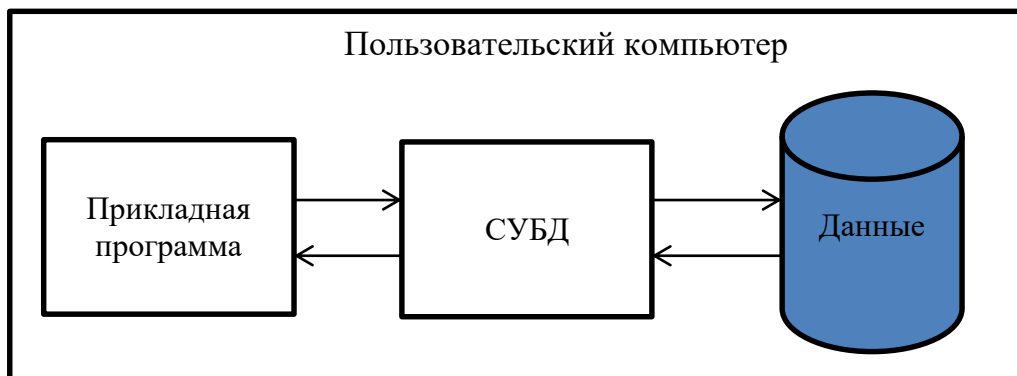 Пользовательский компьютер
Прикладная
программа
СУБД
Данные